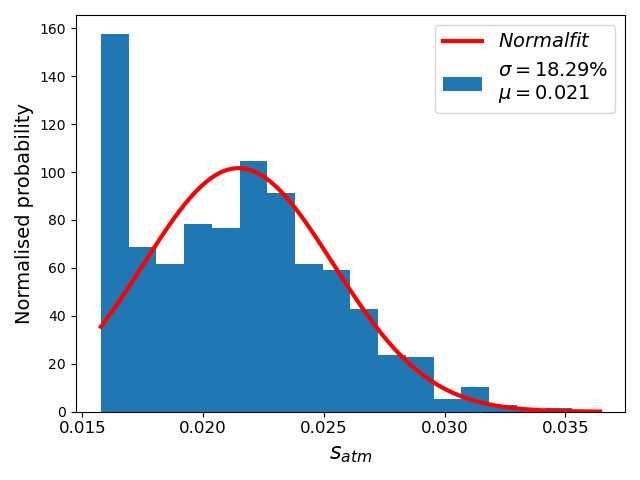 160
140
120
100
80
60
40
20
0
Normalised probability
Normalfit
σ = 18.29%
μ = 0.021
0.015 0.020 0.025 0.030 0.035
s_atm